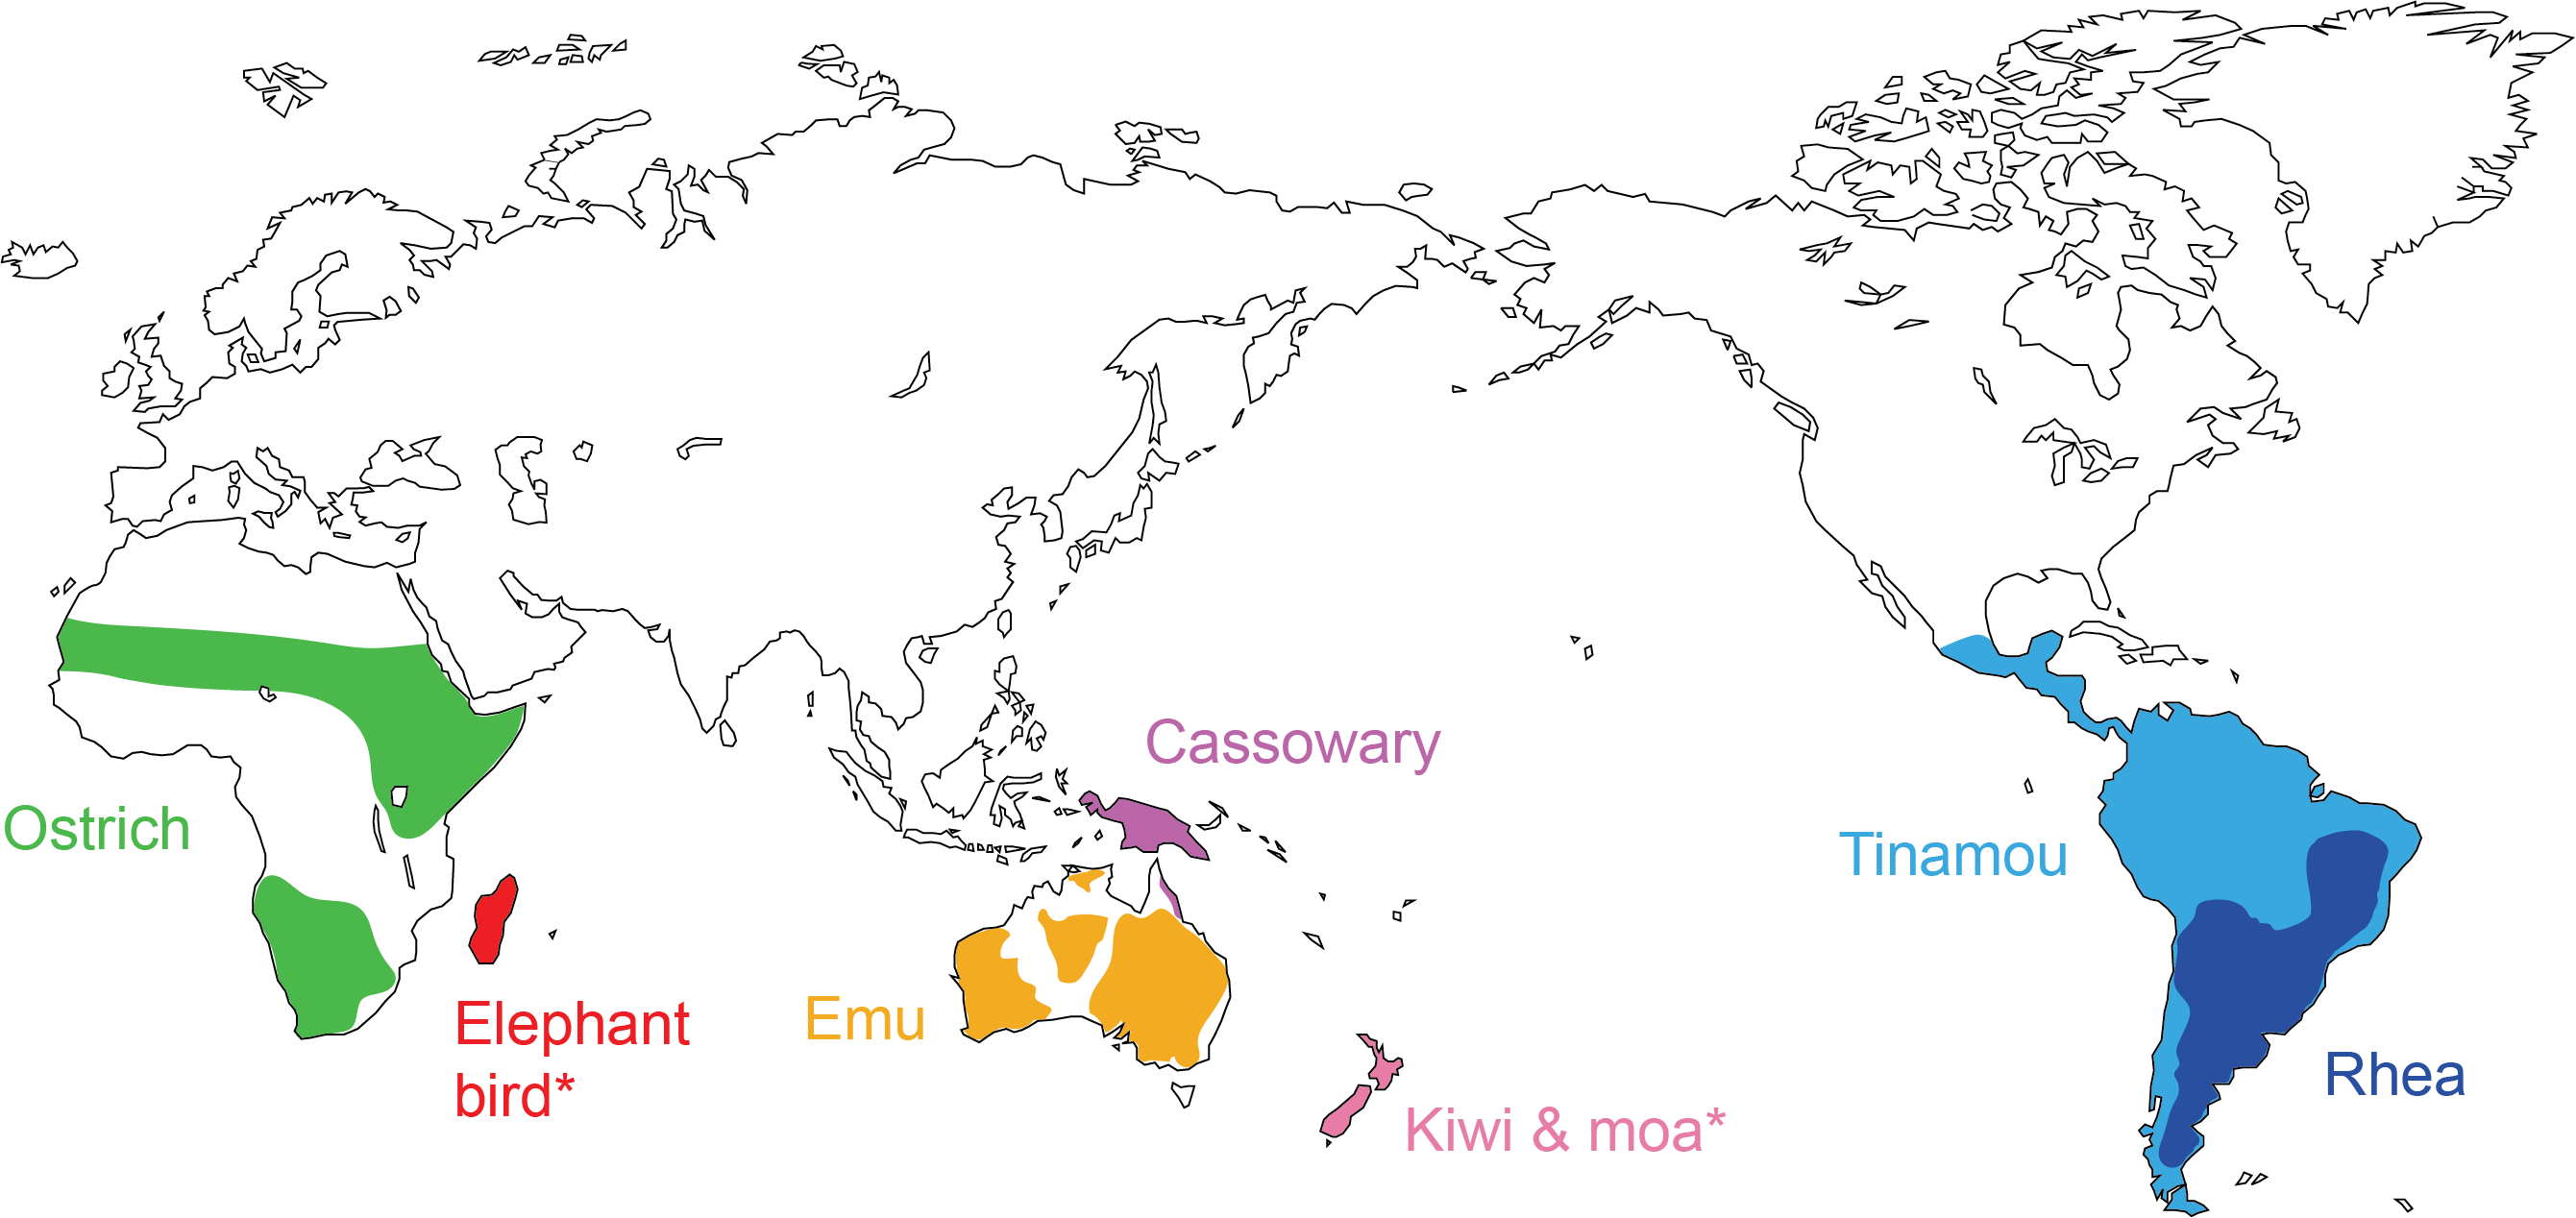 Cassowary
Ostrich
Tinamou
Elephant
bird*
Emu
Rhea
Kiwi & moa*